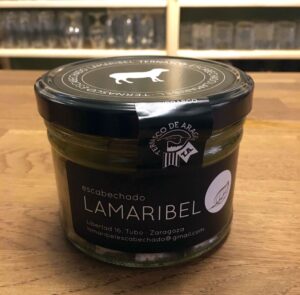 TERNASCO DE ARAGÓN
escabechado
LAMARIBEL
Libertad 16. Tubo. Zaragoza
lamaribelescabechado@gmail.com